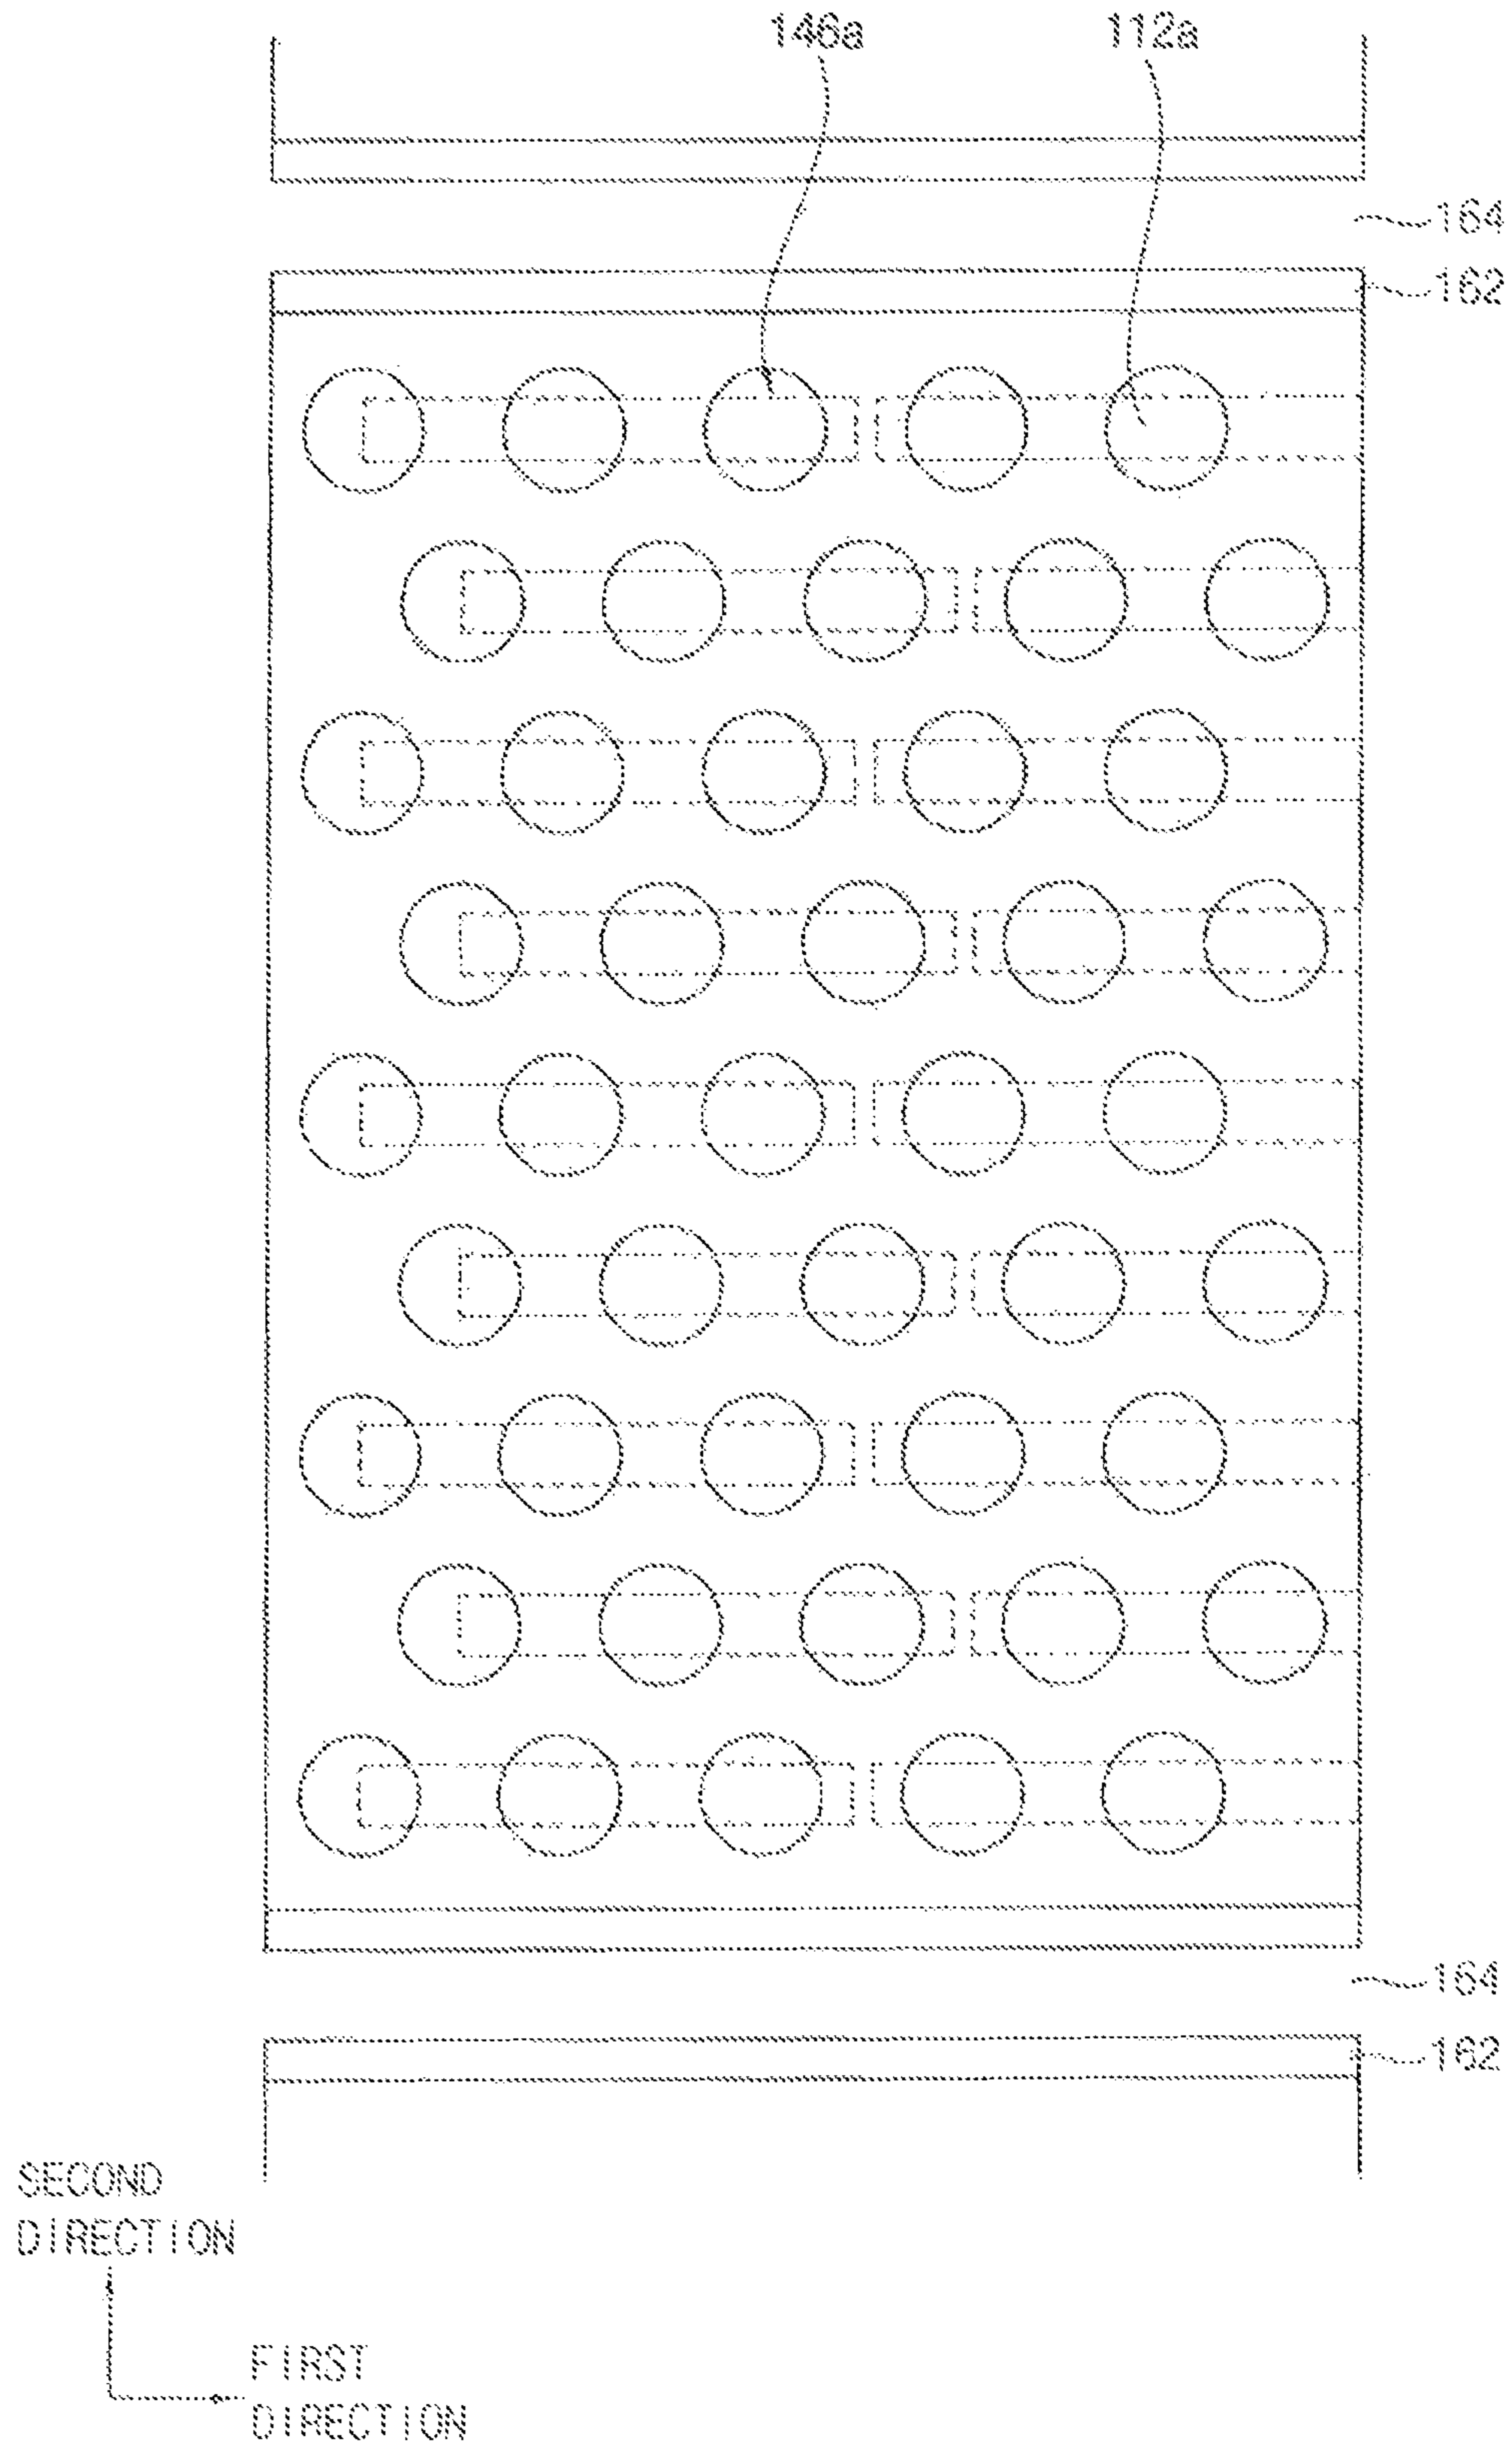 146a 112a
164
162
164
162
SECOND
DIRECTION
FIRST
DIRECTION